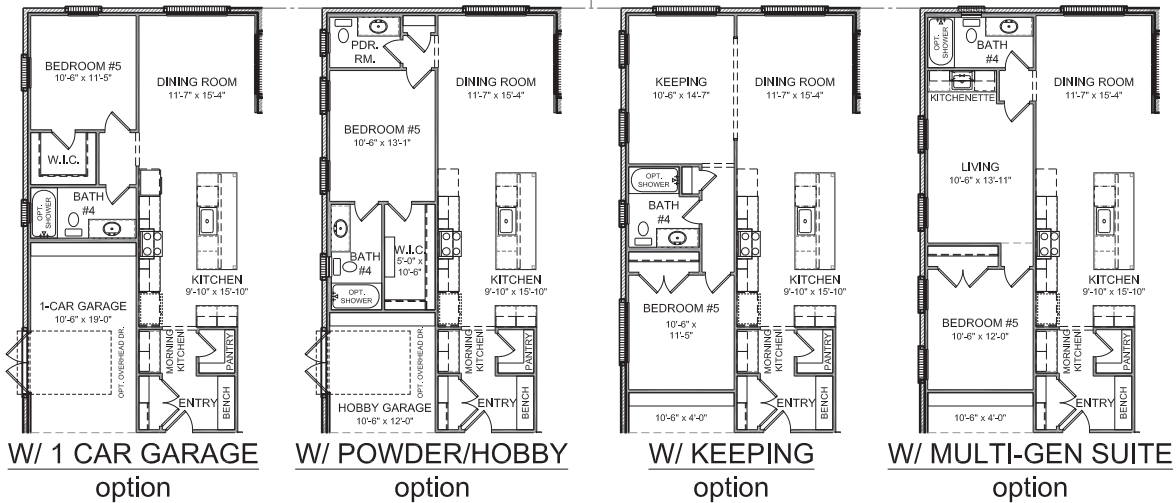 BEDROOM #5
10'-6" x 11'-5"
DINING ROOM
11'-7" x 15'-4"
W.I.C.
OPT.
SHOWER
BATH
#4
KITCHEN
9'-10" x 15'-10"
1-CAR GARAGE
10'-6" x 19'-0"
OPT. OVERHEAD DR.
MORNING
KITCHEN
PANTRY
ENTRY
BENCH
W/ 1 CAR GARAGE
option
PDR.
RM.
DINING ROOM
11'-7" x 15'-4"
BEDROOM #5
10'-6" x 13'-1"
BATH
#4
W.I.C
5'-0" x
10'-6"
OPT.
SHOWER
KITCHEN
9'-10" x 15'-10"
OPT. OVERHEAD DR.
MORNING
KITCHEN
PANTRY
HOBBY GARAGE
10'-6" x 12'-0"
ENTRY
BENCH
W/ POWDER/HOBBY
option
KEEPING
10'-6" x 14'-7"
DINING ROOM
11'-7" x 15'-4"
OPT.
SHOWER
BATH
#4
KITCHEN
9'-10" x 15'-10"
BEDROOM #5
10'-6" x
11'-5"
MORNING
KITCHEN
PANTRY
ENTRY
BENCH
10'-6" x 4'-0"
W/ KEEPING
option
OPT.
SHOWER
BATH
#4
KITCHENETTE
DINING ROOM
11'-7" x 15'-4"
LIVING
10'-6" x 13'-11"
KITCHEN
9'-10" x 15'-10"
BEDROOM #5
10'-6" x 12'-0"
MORNING
KITCHEN
PANTRY
ENTRY
BENCH
10'-6" x 4'-0"
W/ MULTI-GEN SUITE
option